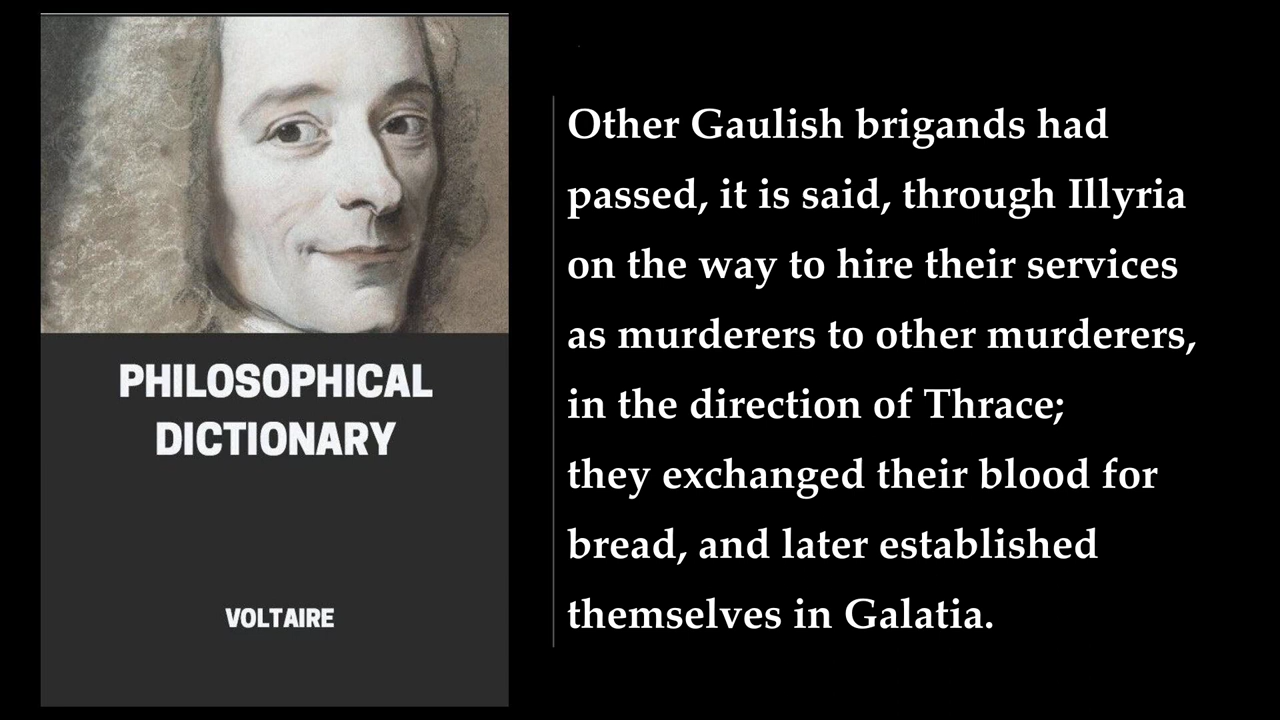 PHILOSOPHICAL
DICTIONARY
VOLTAIRE
Other Gaulish brigands had
passed, it is said, through Illyria
on the way to hire their services
as murderers to other murderers,
in the direction of Thrace;
they exchanged their blood for
bread, and later established
themselves in Galatia.